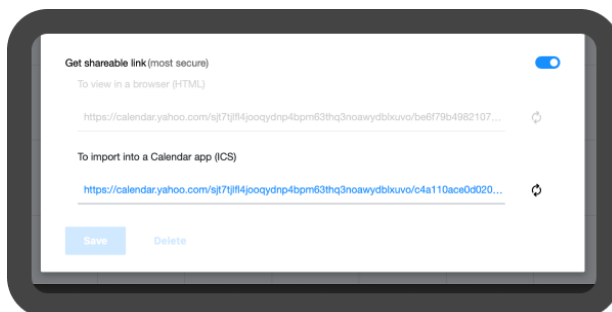 Get shareable link (most secure)
To view in a browser (HTML)
https://calendar.yahoo.com/sjt7tjlfl4jooqydnp4bpm63thq3noawydblxuvo/be6f79b4982107...
To import into a Calendar app (ICS)
https://calendar.yahoo.com/sjt7tjlfl4jooqydnp4bpm63thq3noawydblxuvo/c4a110ace0d020...
Save Delete